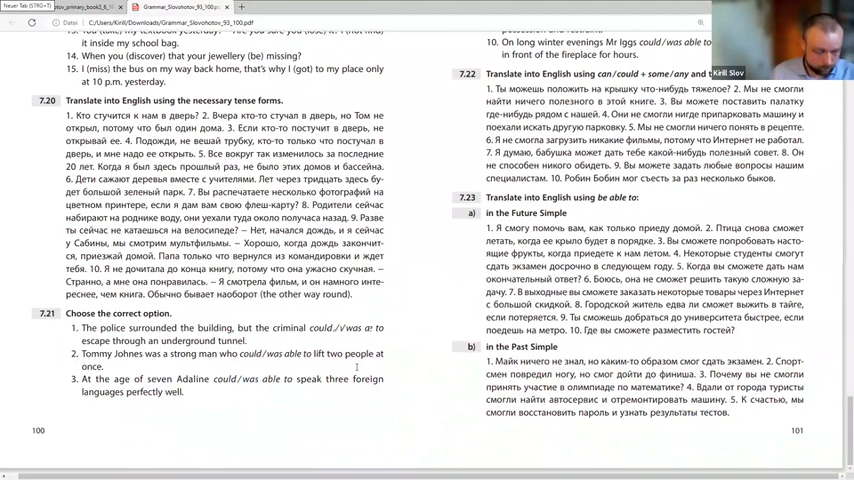 Neuer Tab (STRG+T)
otov_primary_book2_6_1
Grammar_Slovohotov_93_100.pdf
Datei
C:/Users/Kirill/Downloads/Grammar_Slovohotov_93_100.pdf
it inside my school bag.
14. When you (discover) that your jewellery (be) missing?
15. I (miss) the bus on my way back home, that's why I (got) to my place only
at 10 p.m. yesterday.
7.20 Translate into English using the necessary tense forms.
1. Кто стучится к нам в дверь? 2. Вчера кто-то стучал в дверь, но Том не
открыл, потому что был один дома. 3. Если кто-то постучит в дверь, не
открывай ее. 4. Подожди, не вешай трубку, кто-то только что постучал в
дверь, и мне надо ее открыть. 5. Все вокруг так изменилось за последние
20 лет. Когда я был здесь прошлый раз, не было этих домов и бассейна.
6. Дети сажают деревья вместе с учителями. Лет через тридцать здесь бу-
дет большой зеленый парк. 7. Вы распечатаете несколько фотографий на
цветном принтере, если я дам вам свою флеш-карту? 8. Родители сейчас
набирают на роднике воду, они уехали туда около получаса назад. 9. Разве
ты сейчас не катаешься на велосипеде? – Нет, начался дождь, и я сейчас
у Сабины, мы смотрим мультфильмы. – Хорошо, когда дождь закончит-
ся, приезжай домой. Папа только что вернулся из командировки и ждет
тебя. 10. Я не дочитала до конца книгу, потому что она ужасно скучная. –
Странно, а мне она понравилась. – Я смотрела фильм, и он намного инте-
реснее, чем книга. Обычно бывает наоборот (the other way round).
7.21 Choose the correct option.
1. The police surrounded the building, but the criminal could
escape through an underground tunnel.
2. Tommy Johnes was a strong man who could/was able to lift two people at
once.
3. At the age of seven Adaline could/was able to speak three foreign
languages perfectly well.
100
10. On long winter evenings Mr Iggs could/was able to
in front of the fireplace for hours.
7.22 Translate into English using can/could + some/any and t
1. Ты можешь положить на крышку что-нибудь тяжелое? 2. Мы не смогли
найти ничего полезного в этой книге. 3. Вы можете поставить палатку
где-нибудь рядом с нашей. 4. Они не смогли нигде припарковать машину и
поехали искать другую парковку. 5. Мы не смогли ничего понять в рецепте.
6. Я не смогла загрузить никакие фильмы, потому что Интернет не работал.
7. Я думаю, бабушка может дать тебе какой-нибудь полезный совет. 8. Он
не способен никого обидеть. 9. Вы можете задать любые вопросы нашим
специалистам. 10. Робин Бобин мог съесть за раз несколько быков.
7.23 Translate into English using be able to:
a) in the Future Simple
1. Я смогу помочь вам, как только приеду домой. 2. Птица снова сможет
летать, когда ее крыло будет в порядке. 3. Вы сможете попробовать насто-
ящие фрукты, когда приедете к нам летом. 4. Некоторые студенты смогут
сдать экзамен досрочно в следующем году. 5. Когда вы сможете дать нам
окончательный ответ? 6. Боюсь, она не сможет решить такую сложную за-
дачу. 7. В выходные вы сможете заказать некоторые товары через Интернет
с большой скидкой. 8. Городской житель едва ли сможет выжить в тайге,
если потеряется. 9. Ты сможешь добраться до университета быстрее, если
поедешь на метро. 10. Где вы сможете разместить гостей?
b) in the Past Simple
1. Майк ничего не знал, но каким-то образом смог сдать экзамен. 2. Спорт-
смен повредил ногу, но смог дойти до финиша. 3. Почему вы не смогли
принять участие в олимпиаде по математике? 4. Вдали от города туристы
смогли найти автосервис и отремонтировать машину. 5. К счастью, мы
смогли восстановить пароль и узнать результаты тестов.
101
Kirill Slov